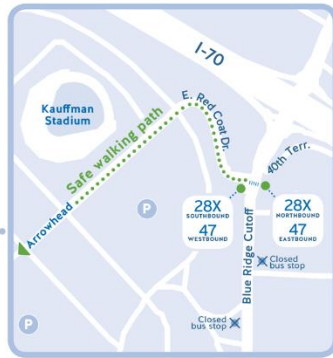 I-70
Kauffman
Stadium
E. Red Coat Dr.
Safe walking path
40th Terr.
Arrowhead
P
28X
SOUTHBOUND
47
WESTBOUND
28X
NORTHBOUND
47
EASTBOUND
Blue Ridge Cutoff
Closed
bus stop
Closed
bus stop
P